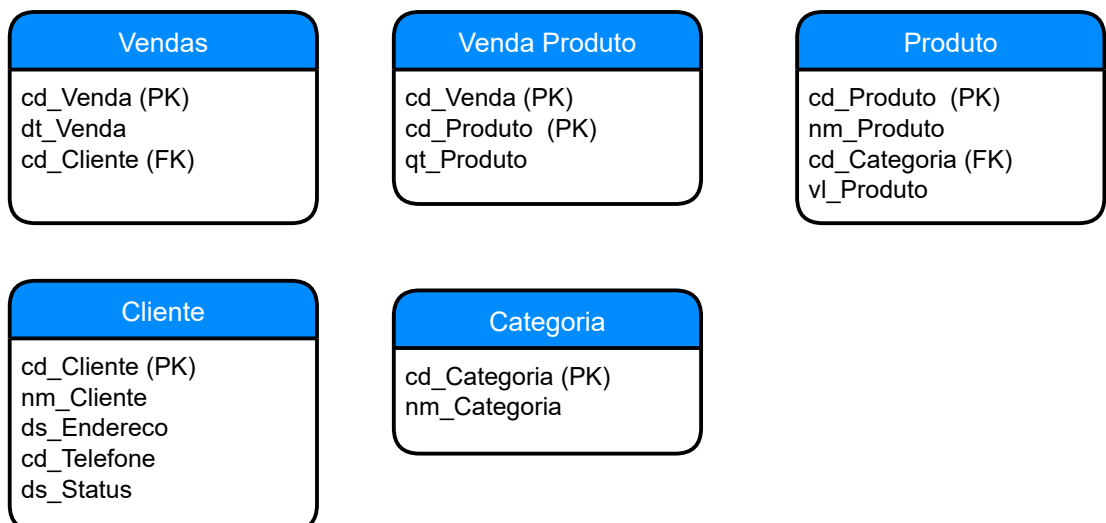 Vendas
cd_Venda (PK)
dt_Venda
cd_Cliente (FK)
Venda Produto
cd_Venda (PK)
cd_Produto  (PK)
qt_Produto
Produto
cd_Produto  (PK)
nm_Produto
cd_Categoria (FK)
vl_Produto
Cliente
cd_Cliente (PK)
nm_Cliente
ds_Endereco
cd_Telefone
ds_Status
Categoria
cd_Categoria (PK)
nm_Categoria